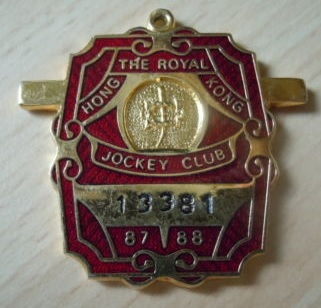 THE ROYAL
HONG KONG
JOCKEY CLUB
13381
87 88